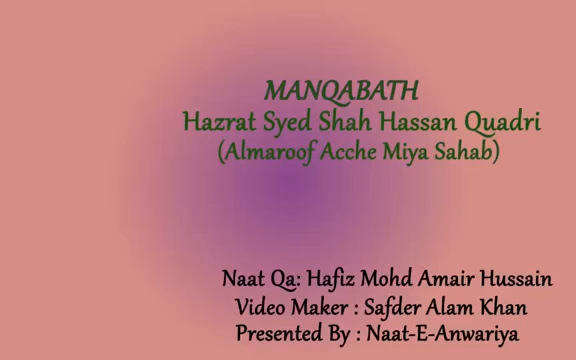 MANQABATH
Hazrat Syed Shah Hassan Quadri
(Almaroof Acche Miya Sahab)
Naat Qa: Hafiz Mohd Amair Hussain
Video Maker : Safder Alam Khan
Presented By : Naat-E-Anwariya